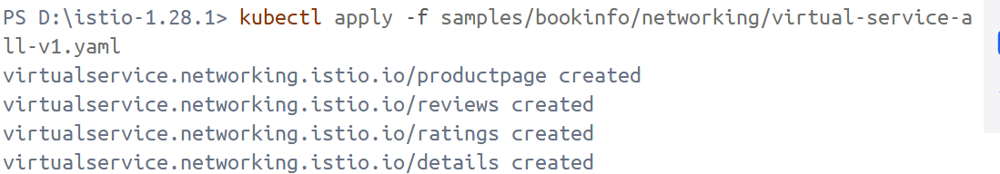 PS D:\istio-1.28.1> kubectl apply -f samples/bookinfo/networking/virtual-service-a
ll-v1.yaml
virtualservice.networking.istio.io/productpage created
virtualservice.networking.istio.io/reviews created
virtualservice.networking.istio.io/ratings created
virtualservice.networking.istio.io/details created